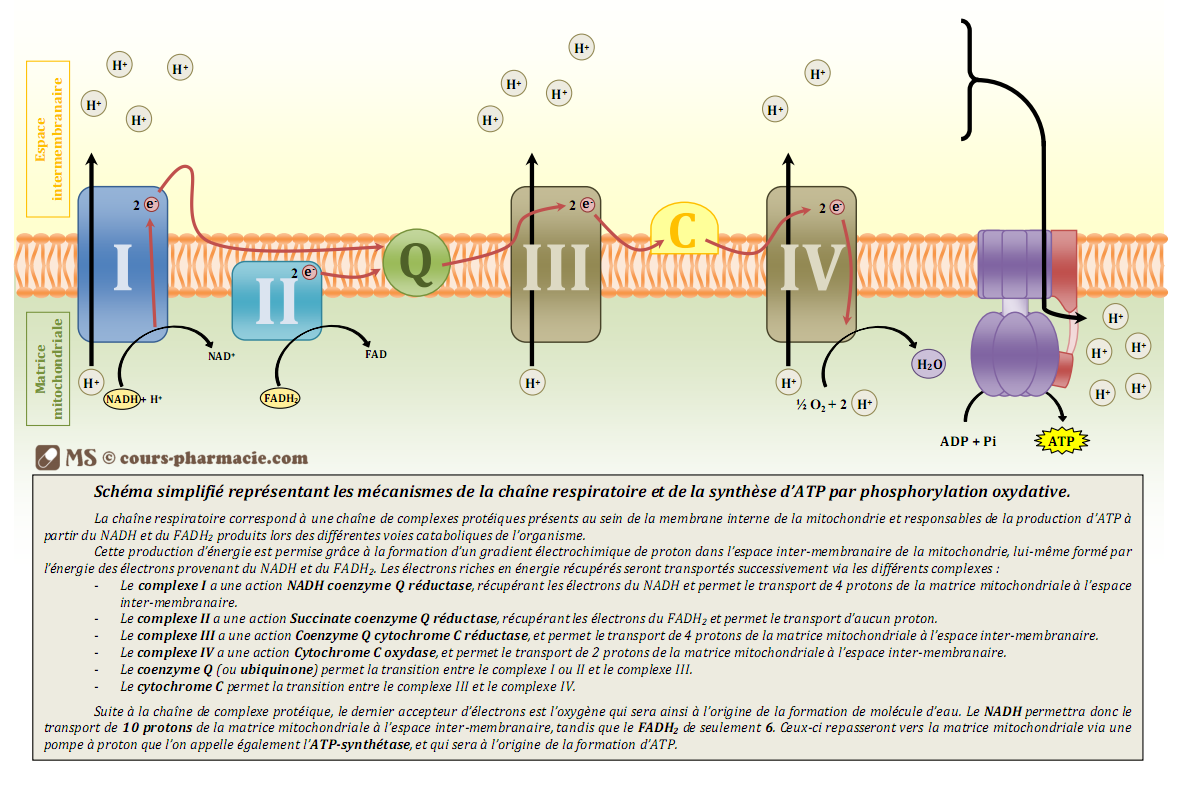 H⁺
H⁺
H⁺
H⁺
H⁺
H⁺
H⁺
H⁺
H⁺
H⁺
Espace
intermembranaire
2 e⁻
2 e⁻
2 e⁻
2 e⁻
I
II
Q
III
C
IV
Matrice
mitochondriale
H⁺
NADH + H⁺
NAD⁺
FADH₂
FAD
H⁺
H⁺
½ O₂ + 2 H⁺
H₂O
H⁺
H⁺
H⁺
H⁺
H⁺
ADP + Pi
ATP
MS © cours-pharmacie.com
Schéma simplifié représentant les mécanismes de la chaîne respiratoire et de la synthèse d’ATP par phosphorylation oxydative.
La chaîne respiratoire correspond à une chaîne de complexes protéiques présents au sein de la membrane interne de la mitochondrie et responsables de la production d’ATP à
partir du NADH et du FADH₂ produits lors des différentes voies cataboliques de l’organisme.
Cette production d’énergie est permise grâce à la formation d’un gradient électrochimique de proton dans l’espace inter-membranaire de la mitochondrie, lui-même formé par
l’énergie des électrons provenant du NADH et du FADH₂. Les électrons riches en énergie récupérés seront transportés successivement via les différents complexes :
- Le complexe I a une action NADH coenzyme Q réductase, récupérant les électrons du NADH et permet le transport de 4 protons de la matrice mitochondriale à l’espace
inter-membranaire.
- Le complexe II a une action Succinate coenzyme Q réductase, récupérant les électrons du FADH₂ et permet le transport d’aucun proton.
- Le complexe III a une action Coenzyme Q cytochrome C réductase, et permet le transport de 4 protons de la matrice mitochondriale à l’espace inter-membranaire.
- Le complexe IV a une action Cytochrome C oxydase, et permet le transport de 2 protons de la matrice mitochondriale à l’espace inter-membranaire.
- Le coenzyme Q (ou ubiquinone) permet la transition entre le complexe I ou II et le complexe III.
- Le cytochrome C permet la transition entre le complexe III et le complexe IV.
Suite à la chaîne de complexe protéique, le dernier accepteur d’électrons est l’oxygène qui sera ainsi à l’origine de la formation de molécule d’eau. Le NADH permettra donc le
transport de 10 protons de la matrice mitochondriale à l’espace inter-membranaire, tandis que le FADH₂ de seulement 6. Ceux-ci repasseront vers la matrice mitochondriale via une
pompe à proton que l’on appelle également l’ATP-synthétase, et qui sera à l’origine de la formation d’ATP.